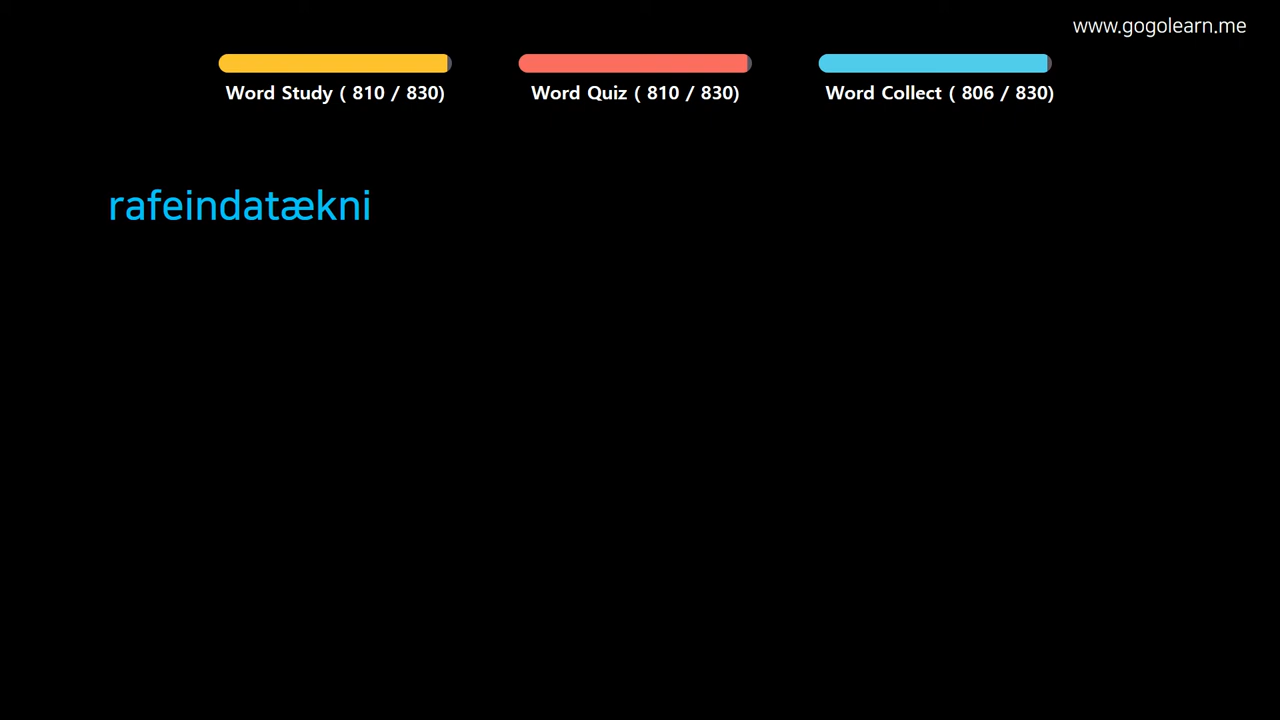 www.gogolearn.me
Word Study ( 810 / 830)
Word Quiz ( 810 / 830)
Word Collect ( 806 / 830)
rafeindatækni